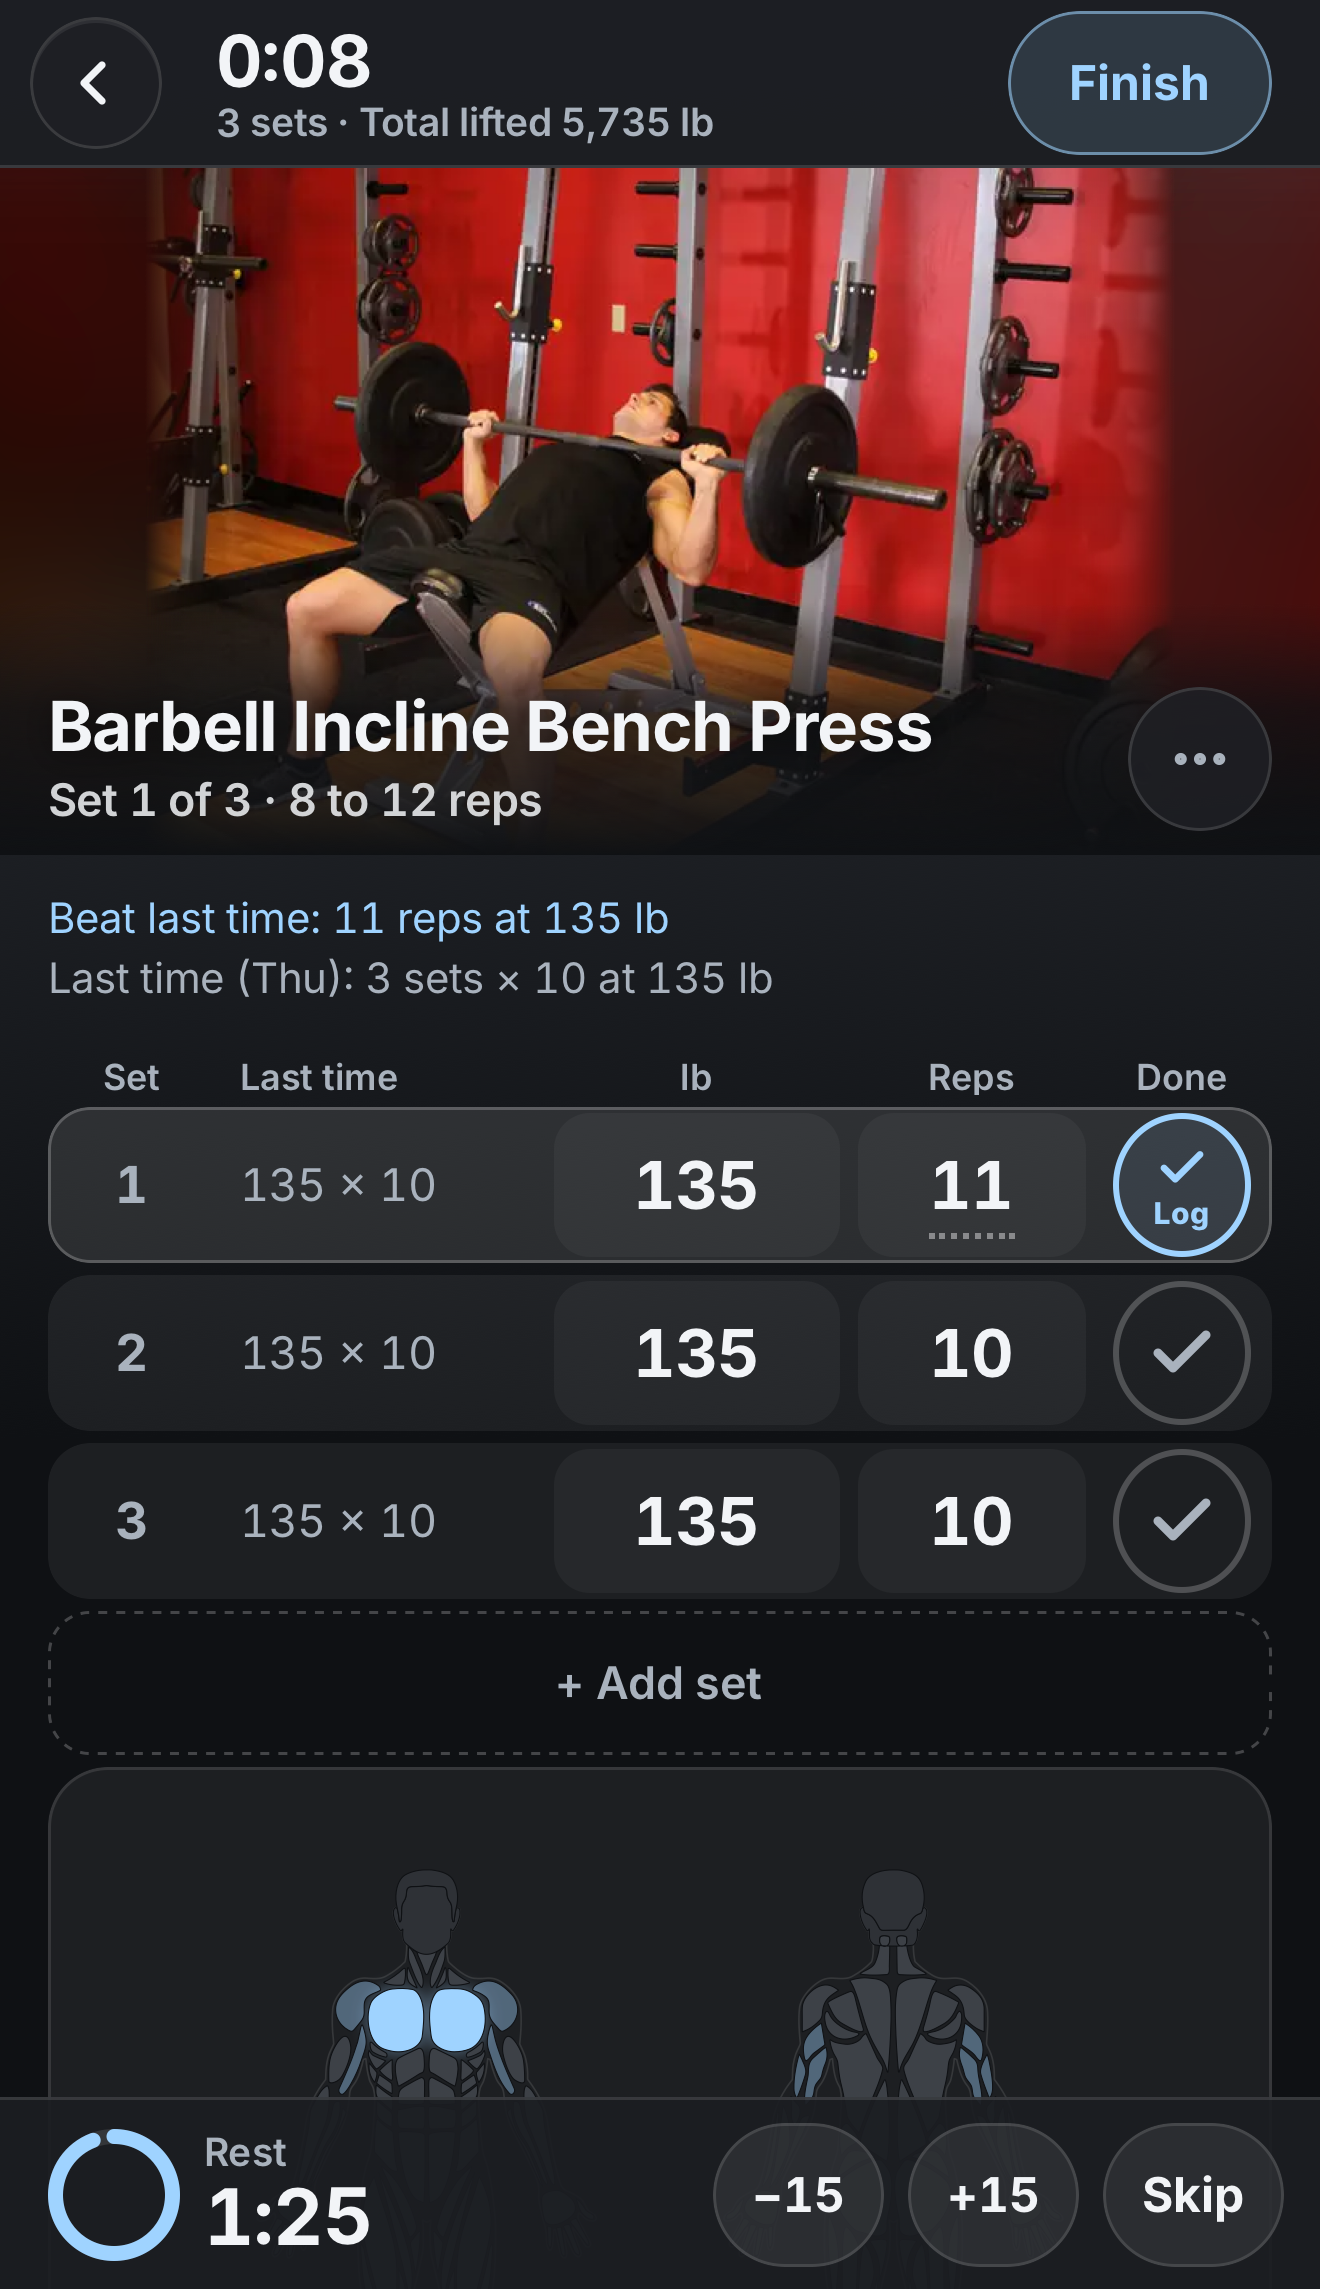 0:08
3 sets · Total lifted 5,735 lb
Finish
Barbell Incline Bench Press
Set 1 of 3 · 8 to 12 reps
Beat last time: 11 reps at 135 lb
Last time (Thu): 3 sets × 10 at 135 lb
Set Last time lb Reps Done
1 135 × 10 135 11 Log
2 135 × 10 135 10
3 135 × 10 135 10
+ Add set
Rest
1:25
−15 +15 Skip